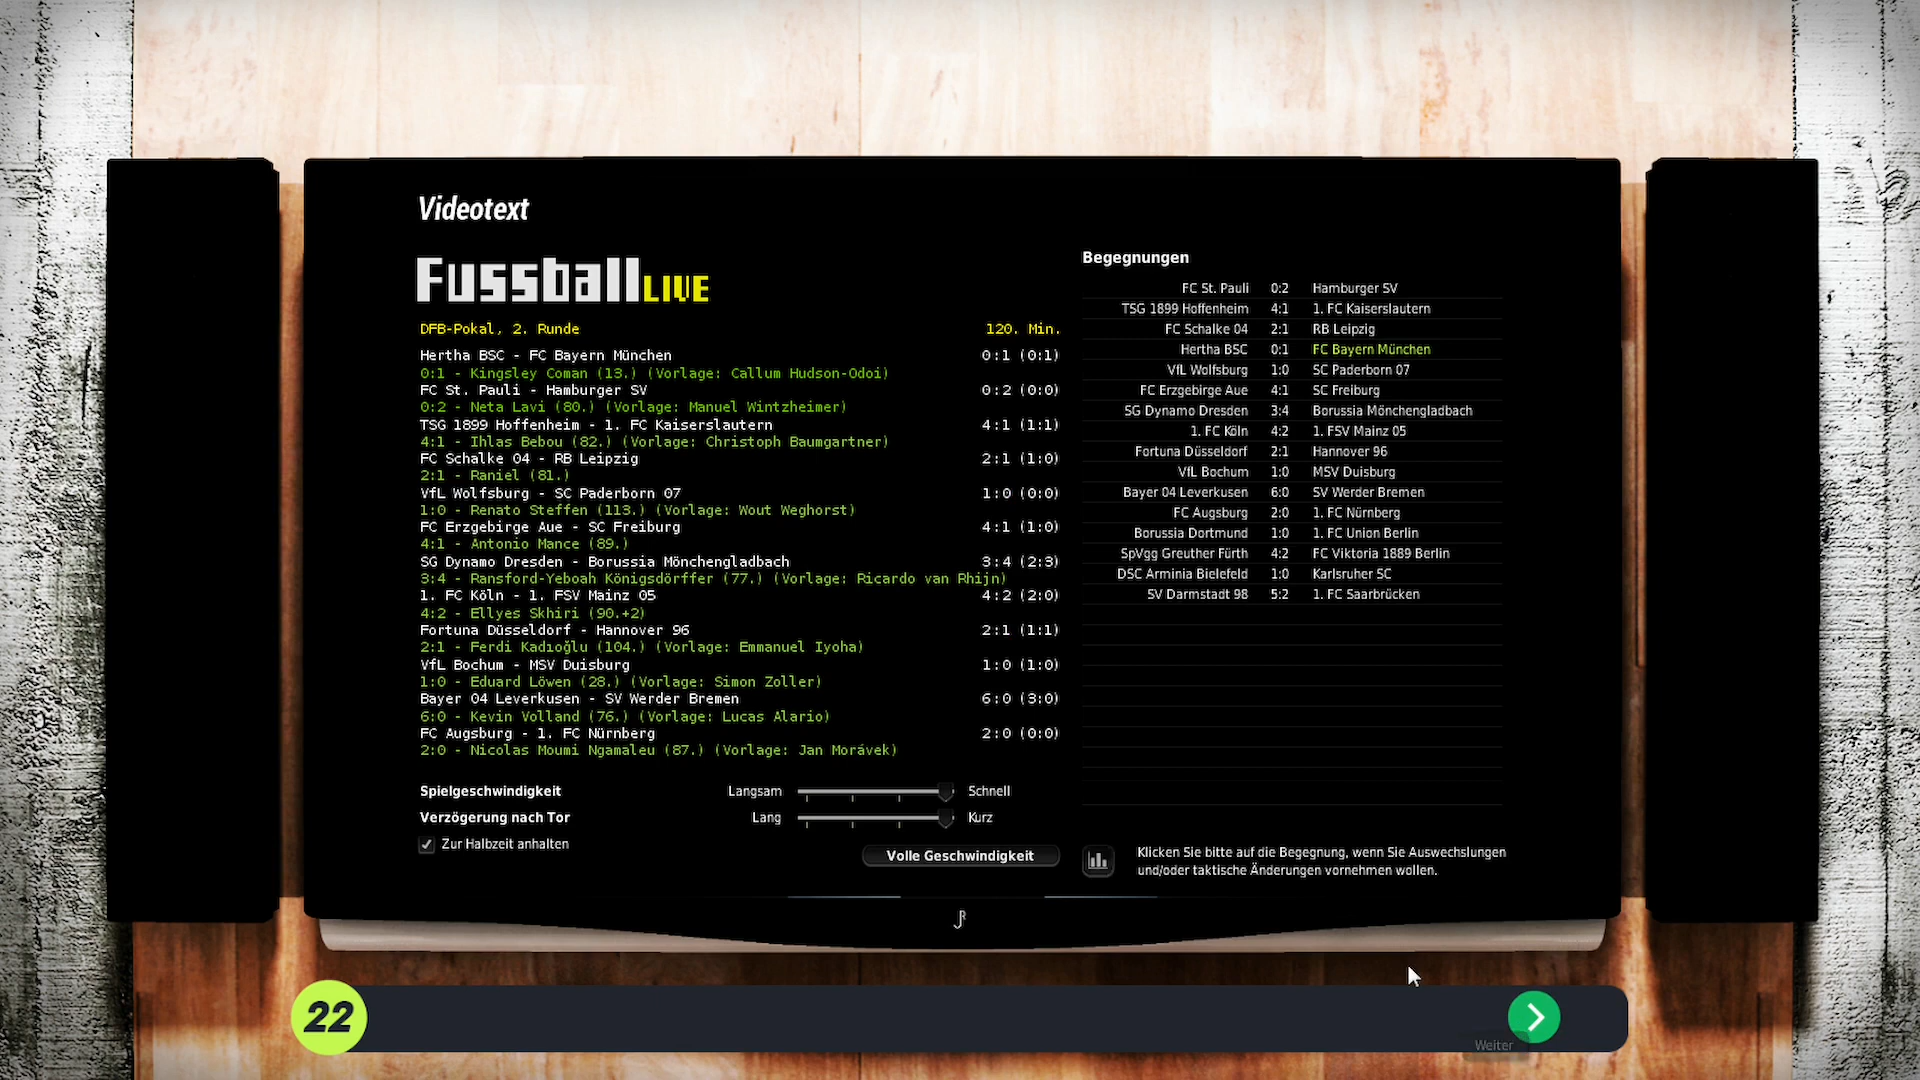 Videotext
Fussball LIVE
DFB-Pokal, 2. Runde 120. Min.
Hertha BSC - FC Bayern München 0:1 (0:1)
0:1 - Kingsley Coman (13.) (Vorlage: Callum Hudson-Odoi)
FC St. Pauli - Hamburger SV 0:2 (0:0)
0:2 - Neta Lavi (80.) (Vorlage: Manuel Wintzheimer)
TSG 1899 Hoffenheim - 1. FC Kaiserslautern 4:1 (1:1)
4:1 - Ihlas Bebou (82.) (Vorlage: Christoph Baumgartner)
FC Schalke 04 - RB Leipzig 2:1 (1:0)
2:1 - Raniel (81.)
VfL Wolfsburg - SC Paderborn 07 1:0 (0:0)
1:0 - Renato Steffen (113.) (Vorlage: Wout Weghorst)
FC Erzgebirge Aue - SC Freiburg 4:1 (1:0)
4:1 - Antonio Mance (89.)
SG Dynamo Dresden - Borussia Mönchengladbach 3:4 (2:3)
3:4 - Ransford-Yeboah Königsdörffer (77.) (Vorlage: Ricardo van Rhijn)
1. FC Köln - 1. FSV Mainz 05 4:2 (2:0)
4:2 - Ellyes Skhiri (90.+2)
Fortuna Düsseldorf - Hannover 96 2:1 (1:1)
2:1 - Ferdi Kadıoğlu (104.) (Vorlage: Emmanuel Iyoha)
VfL Bochum - MSV Duisburg 1:0 (1:0)
1:0 - Eduard Löwen (28.) (Vorlage: Simon Zoller)
Bayer 04 Leverkusen - SV Werder Bremen 6:0 (3:0)
6:0 - Kevin Volland (76.) (Vorlage: Lucas Alario)
FC Augsburg - 1. FC Nürnberg 2:0 (0:0)
2:0 - Nicolas Moumi Ngamaleu (87.) (Vorlage: Jan Morávek)
Spielgeschwindigkeit Langsam Schnell
Verzögerung nach Tor Lang Kurz
Zur Halbzeit anhalten
Volle Geschwindigkeit
Begegnungen
FC St. Pauli 0:2 Hamburger SV
TSG 1899 Hoffenheim 4:1 1. FC Kaiserslautern
FC Schalke 04 2:1 RB Leipzig
Hertha BSC 0:1 FC Bayern München
VfL Wolfsburg 1:0 SC Paderborn 07
FC Erzgebirge Aue 4:1 SC Freiburg
SG Dynamo Dresden 3:4 Borussia Mönchengladbach
1. FC Köln 4:2 1. FSV Mainz 05
Fortuna Düsseldorf 2:1 Hannover 96
VfL Bochum 1:0 MSV Duisburg
Bayer 04 Leverkusen 6:0 SV Werder Bremen
FC Augsburg 2:0 1. FC Nürnberg
Borussia Dortmund 1:0 1. FC Union Berlin
SpVgg Greuther Fürth 4:2 FC Viktoria 1889 Berlin
DSC Arminia Bielefeld 1:0 Karlsruher SC
SV Darmstadt 98 5:2 1. FC Saarbrücken
Klicken Sie bitte auf die Begegnung, wenn Sie Auswechslungen
und/oder taktische Änderungen vornehmen wollen.
22
Weiter